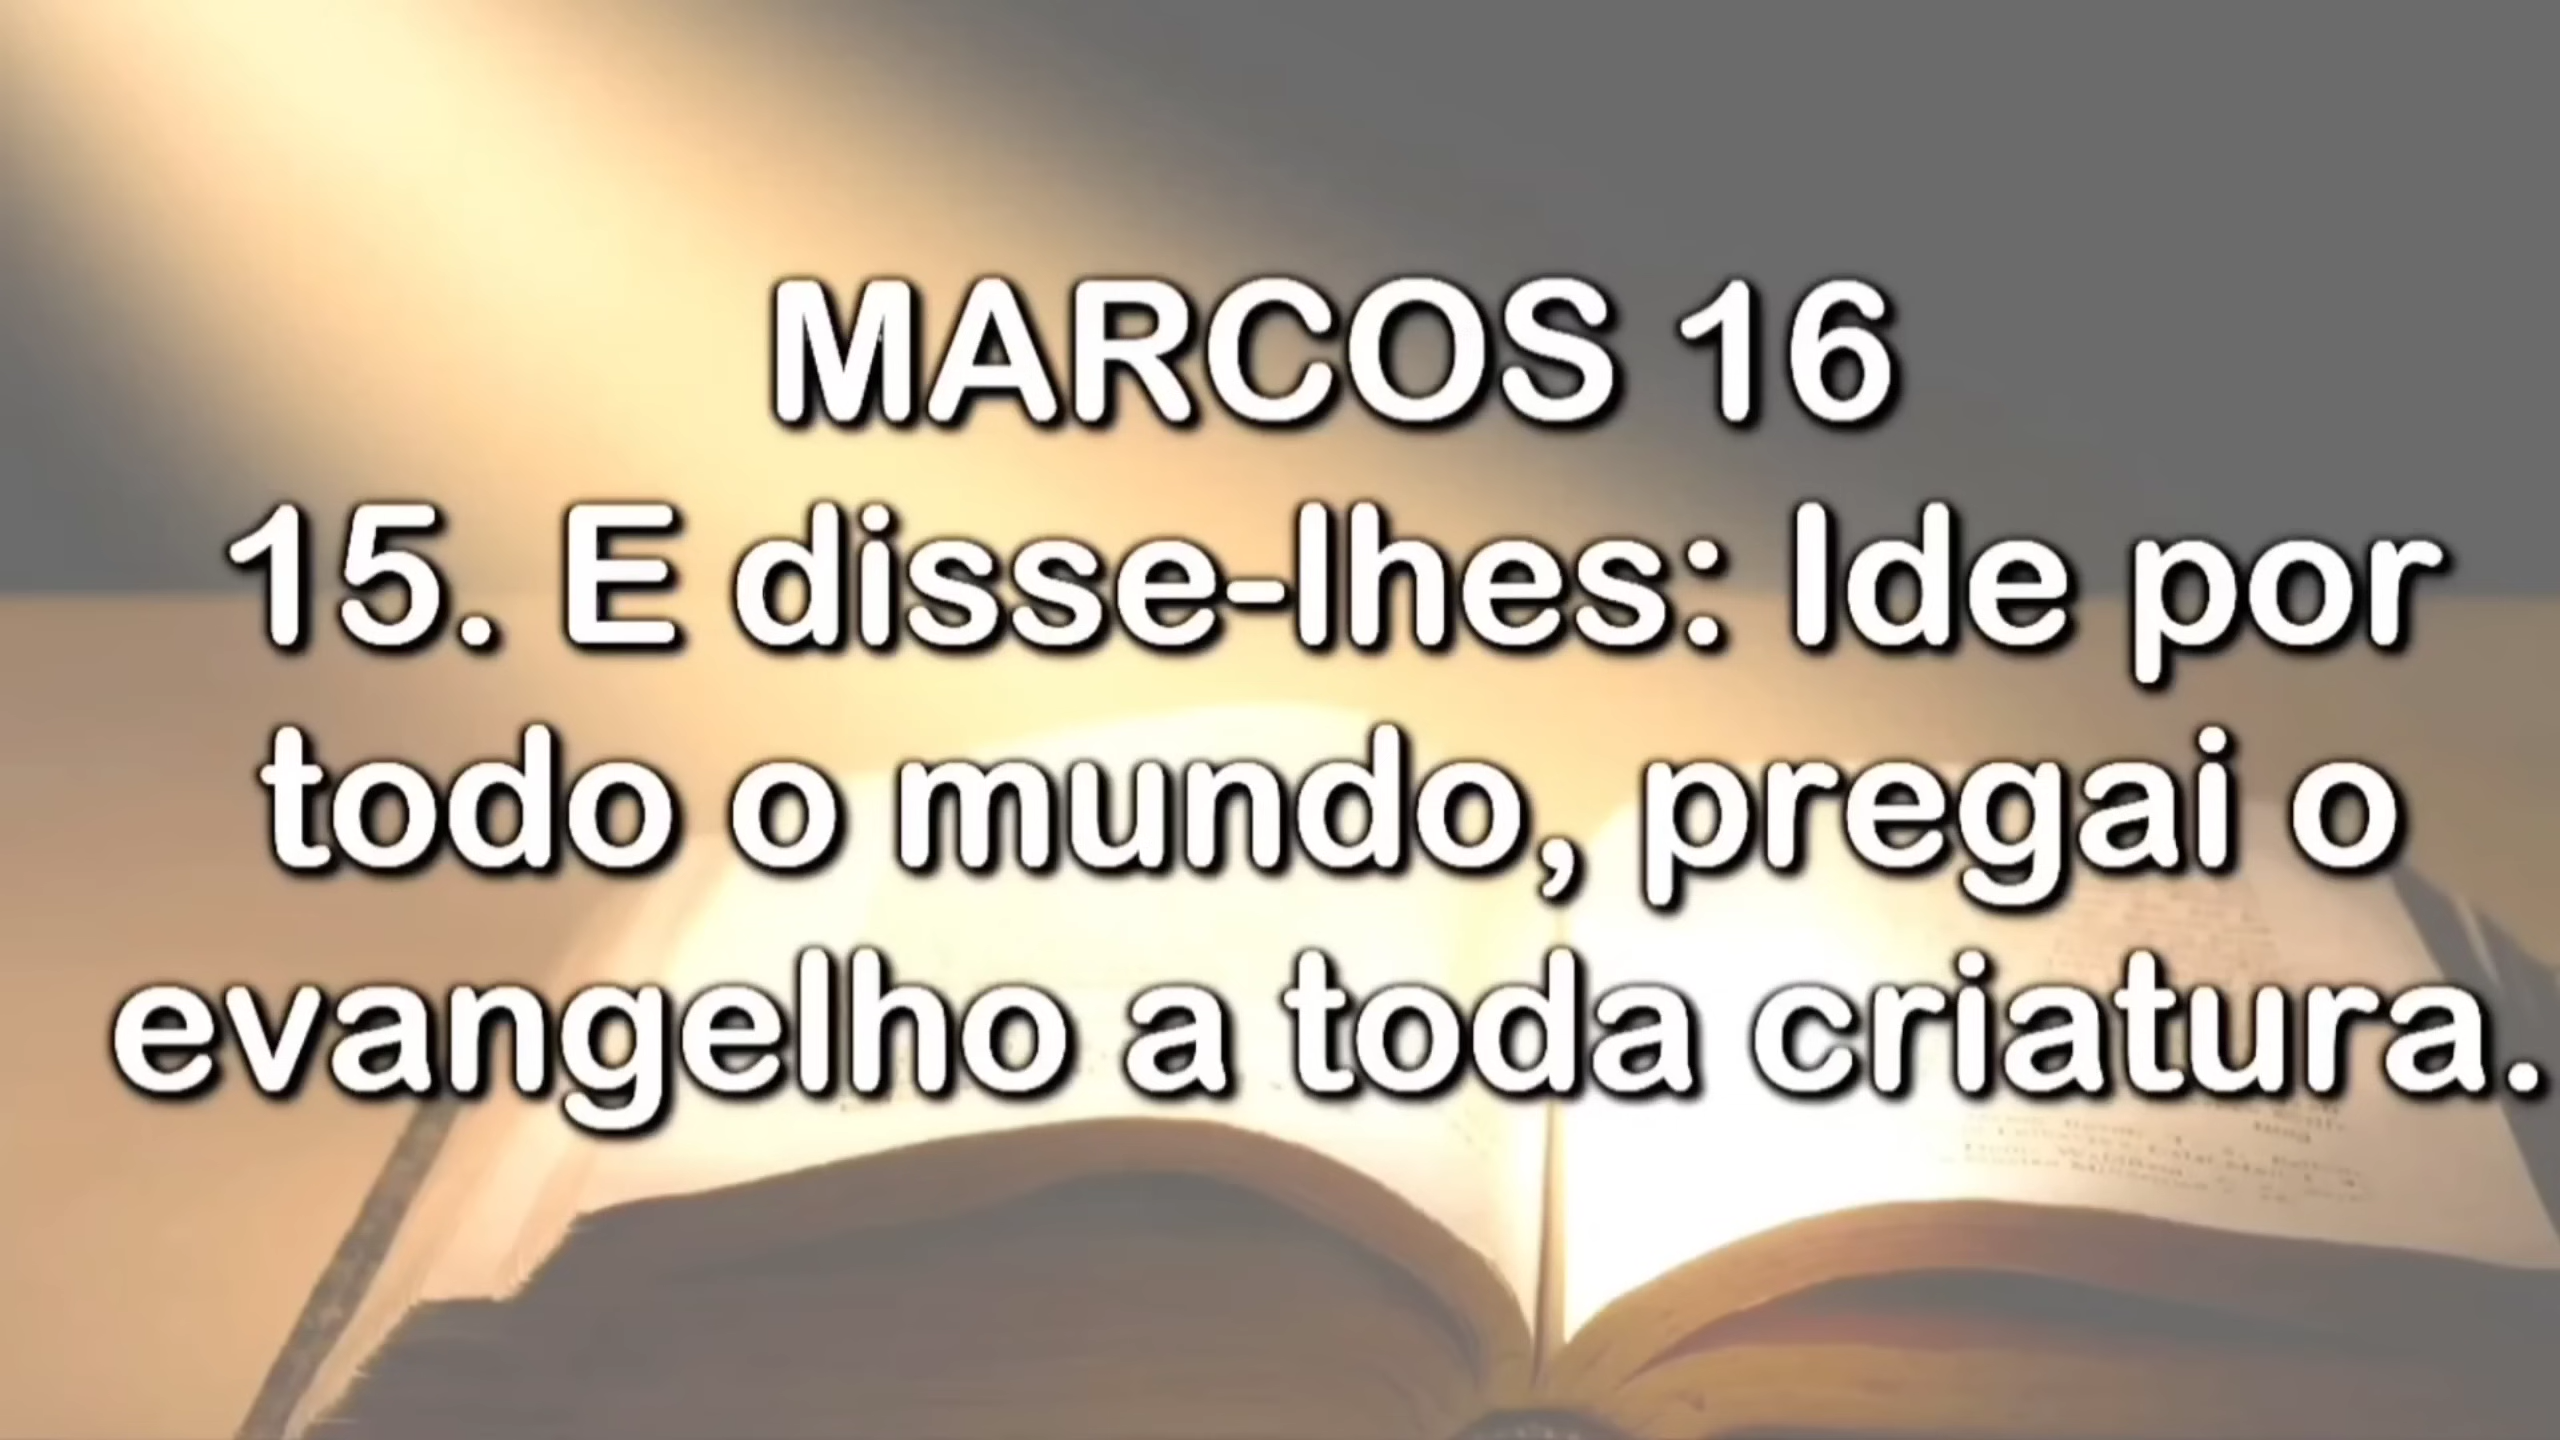 MARCOS 16
15. E disse-lhes: Ide por
todo o mundo, pregai o
evangelho a toda criatura.